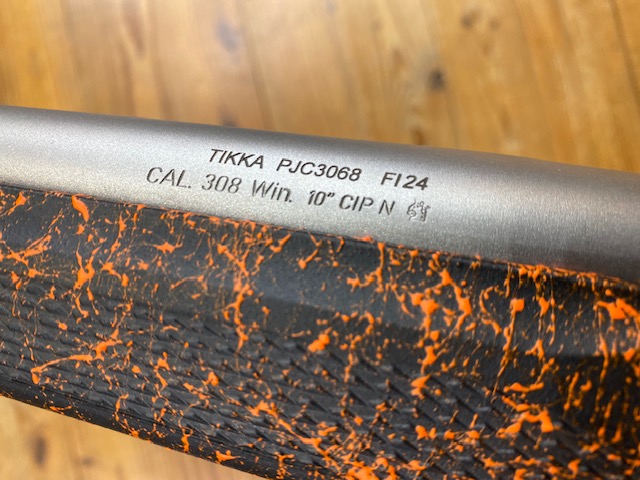 TIKKA PJC3068 FI24
CAL. 308 Win. 10" CIP N